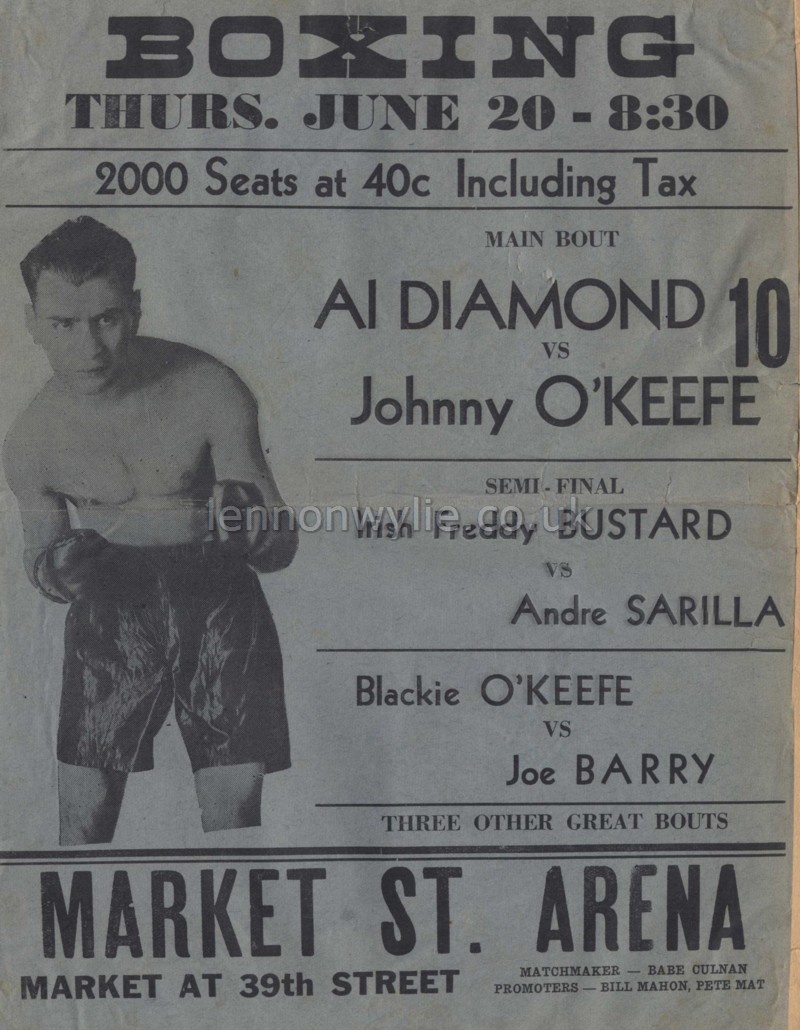 BOXING
THURS. JUNE 20 - 8:30
2000 Seats at 40c Including Tax
MAIN BOUT
Al DIAMOND 10
VS
Johnny O'KEEFE
SEMI-FINAL
Irish Freddy BUSTARD
lennonwylie.co.uk
VS
Andre SARILLA
Blackie O'KEEFE
VS
Joe BARRY
THREE OTHER GREAT BOUTS
MARKET ST. ARENA
MARKET AT 39th STREET
MATCHMAKER — BABE CULNAN
PROMOTERS — BILL MAHON, PETE MAT